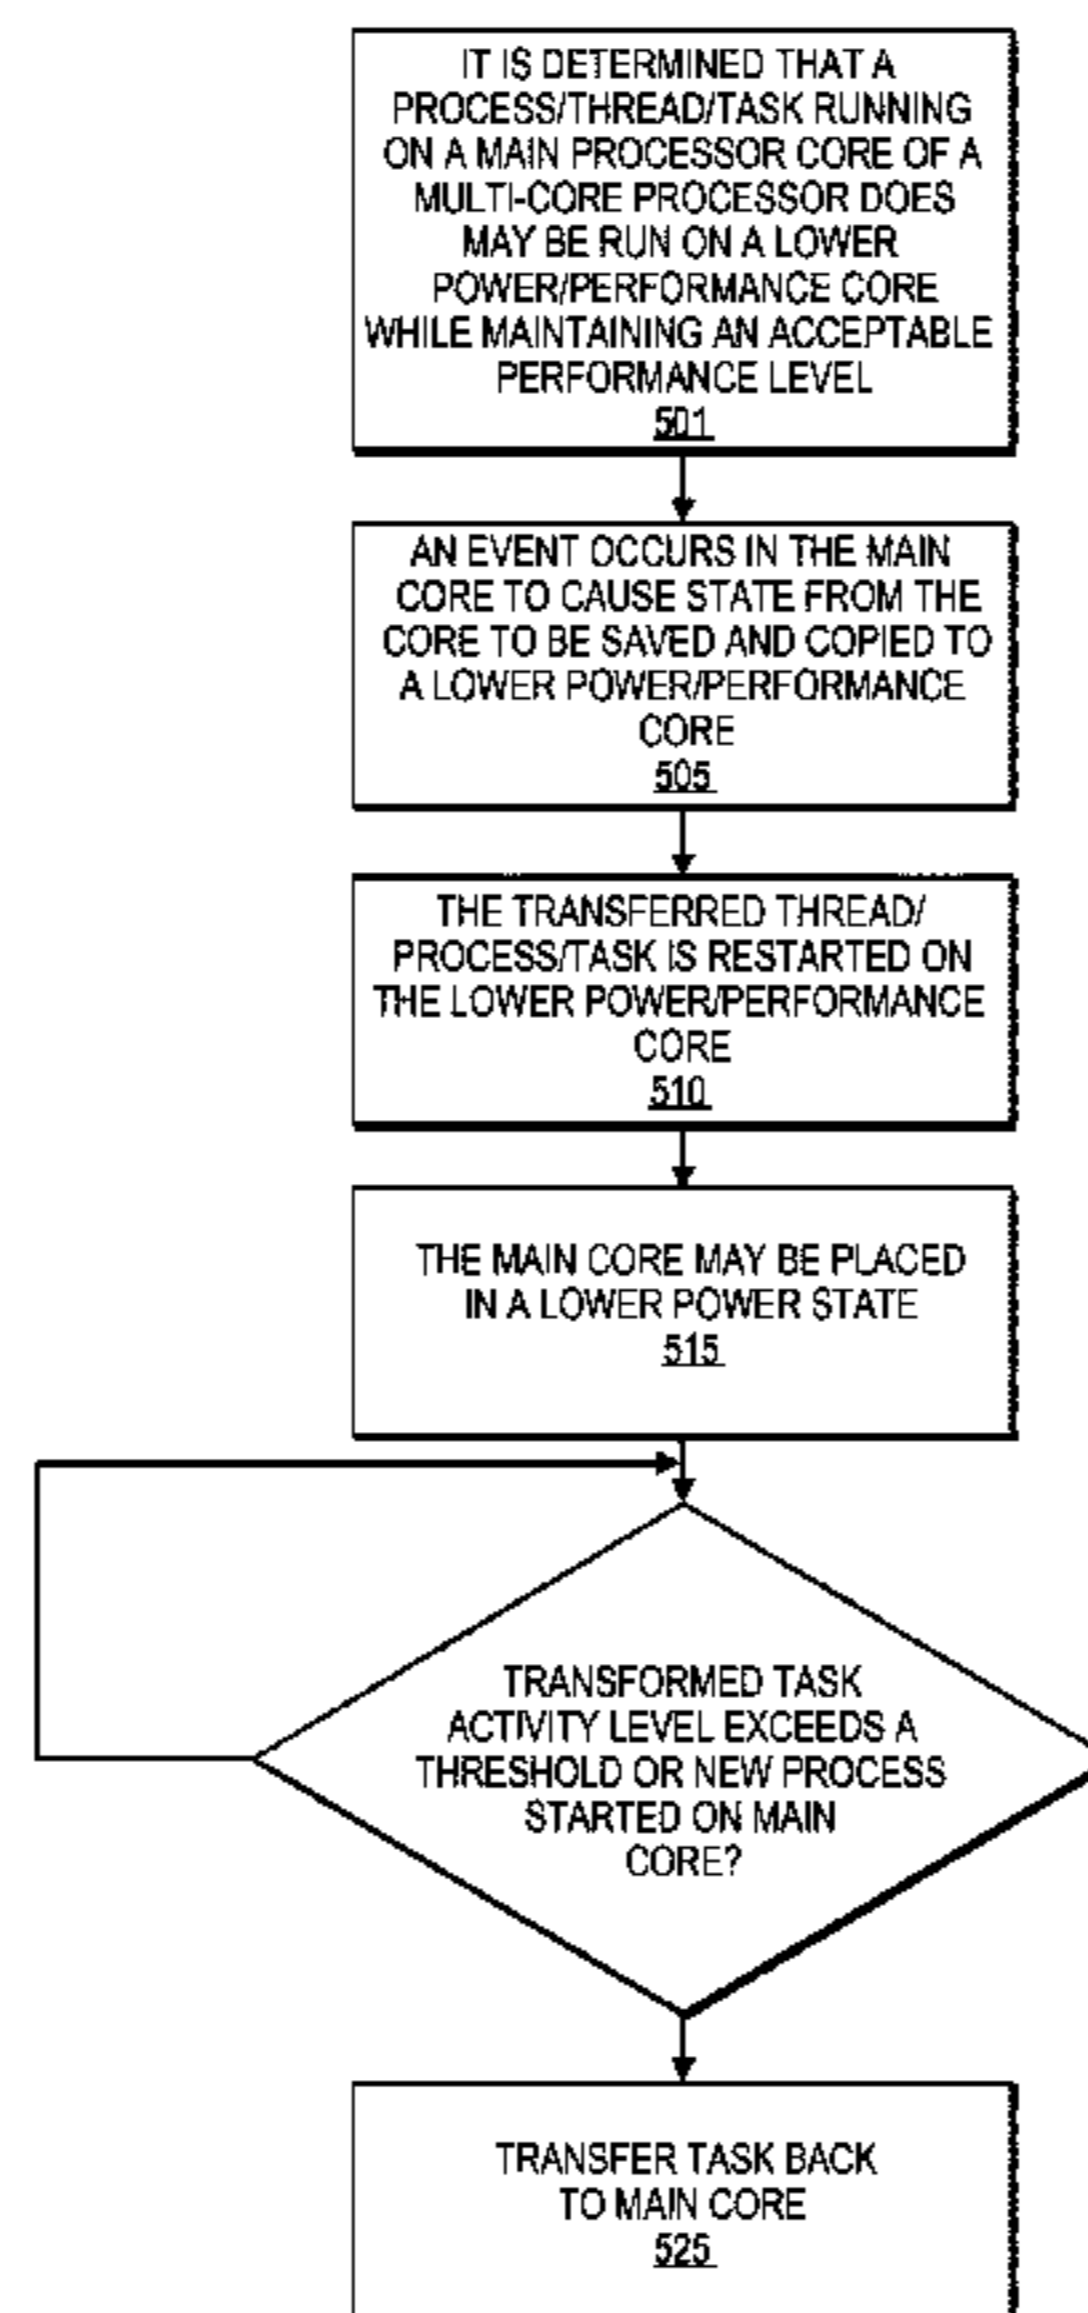 IT IS DETERMINED THAT A
PROCESS/THREAD/TASK RUNNING
ON A MAIN PROCESSOR CORE OF A
MULTI-CORE PROCESSOR DOES
MAY BE RUN ON A LOWER
POWER/PERFORMANCE CORE
WHILE MAINTAINING AN ACCEPTABLE
PERFORMANCE LEVEL
501
AN EVENT OCCURS IN THE MAIN
CORE TO CAUSE STATE FROM THE
CORE TO BE SAVED AND COPIED TO
A LOWER POWER/PERFORMANCE
CORE
505
THE TRANSFERRED THREAD/
PROCESS/TASK IS RESTARTED ON
THE LOWER POWER/PERFORMANCE
CORE
510
THE MAIN CORE MAY BE PLACED
IN A LOWER POWER STATE
515
TRANSFORMED TASK
ACTIVITY LEVEL EXCEEDS A
THRESHOLD OR NEW PROCESS
STARTED ON MAIN
CORE?
TRANSFER TASK BACK
TO MAIN CORE
525